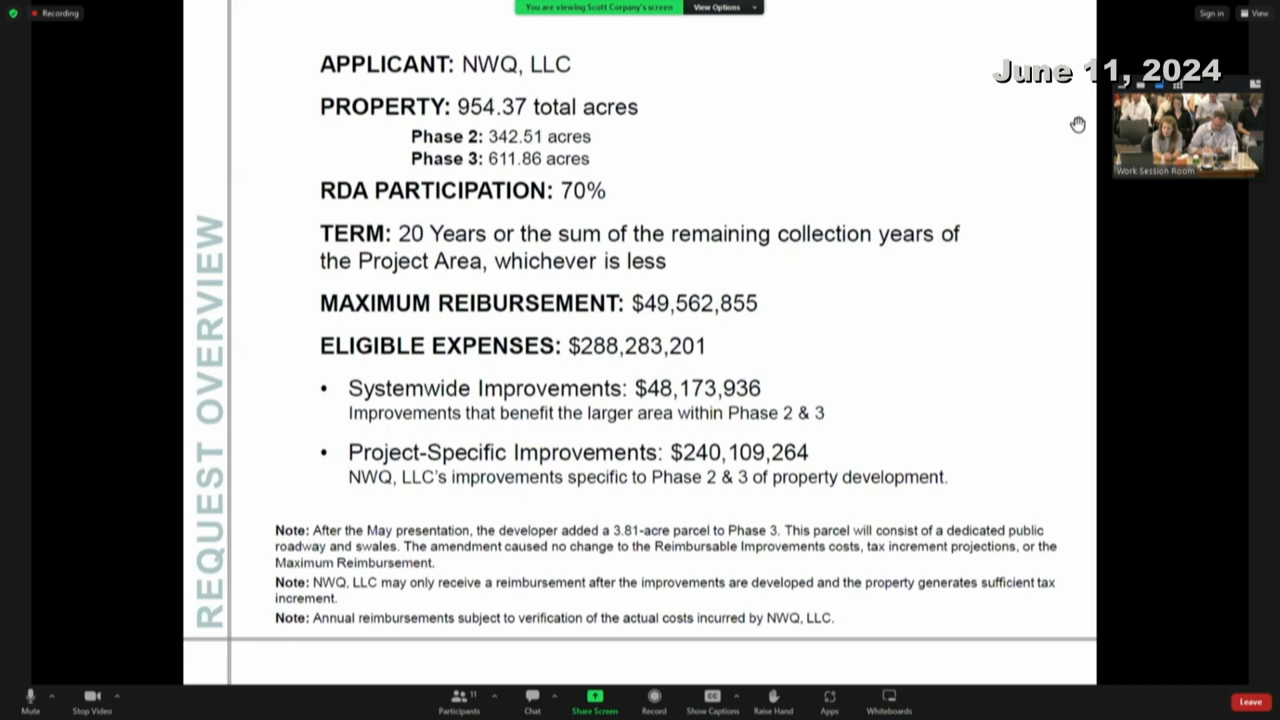 Recording
You are viewing Scott Corpany's screen
View Options
Sign in
View
June 11, 2024
Work Session Room
REQUEST OVERVIEW
APPLICANT: NWQ, LLC
PROPERTY: 954.37 total acres
Phase 2: 342.51 acres
Phase 3: 611.86 acres
RDA PARTICIPATION: 70%
TERM: 20 Years or the sum of the remaining collection years of
the Project Area, whichever is less
MAXIMUM REIBURSEMENT: $49,562,855
ELIGIBLE EXPENSES: $288,283,201
• Systemwide Improvements: $48,173,936
Improvements that benefit the larger area within Phase 2 & 3
• Project-Specific Improvements: $240,109,264
NWQ, LLC's improvements specific to Phase 2 & 3 of property development.
Note: After the May presentation, the developer added a 3.81-acre parcel to Phase 3. This parcel will consist of a dedicated public
roadway and swales. The amendment caused no change to the Reimbursable Improvements costs, tax increment projections, or the
Maximum Reimbursement.
Note: NWQ, LLC may only receive a reimbursement after the improvements are developed and the property generates sufficient tax
increment.
Note: Annual reimbursements subject to verification of the actual costs incurred by NWQ, LLC.
Mute
Stop Video
Participants
11
Chat
Share Screen
Record
CC
Show Captions
Raise Hand
Apps
Whiteboards
Leave